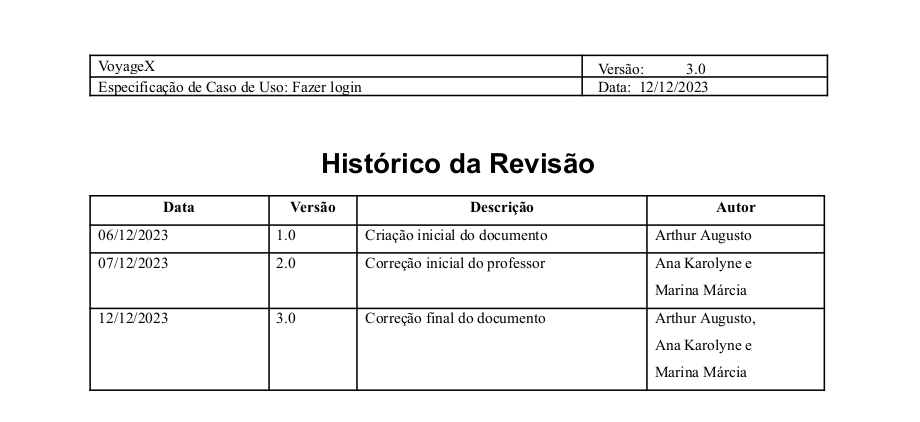 VoyageX
Versão: 3.0
Especificação de Caso de Uso: Fazer login
Data: 12/12/2023
Histórico da Revisão
Data Versão Descrição Autor
06/12/2023 1.0 Criação inicial do documento Arthur Augusto
07/12/2023 2.0 Correção inicial do professor Ana Karolyne e
Marina Márcia
12/12/2023 3.0 Correção final do documento Arthur Augusto,
Ana Karolyne e
Marina Márcia